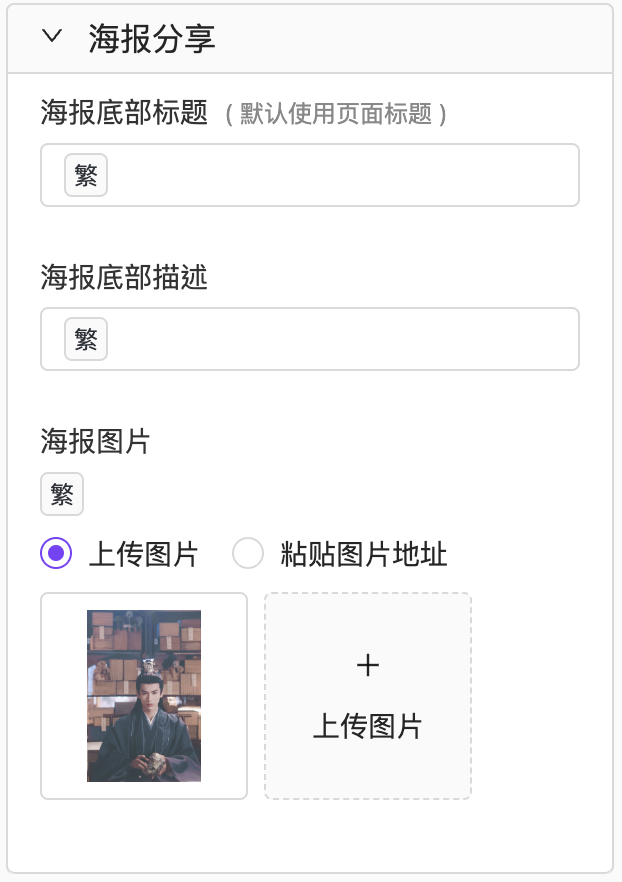 海报分享
海报底部标题 ( 默认使用页面标题 )
繁
海报底部描述
繁
海报图片
繁
上传图片 粘贴图片地址
+
上传图片